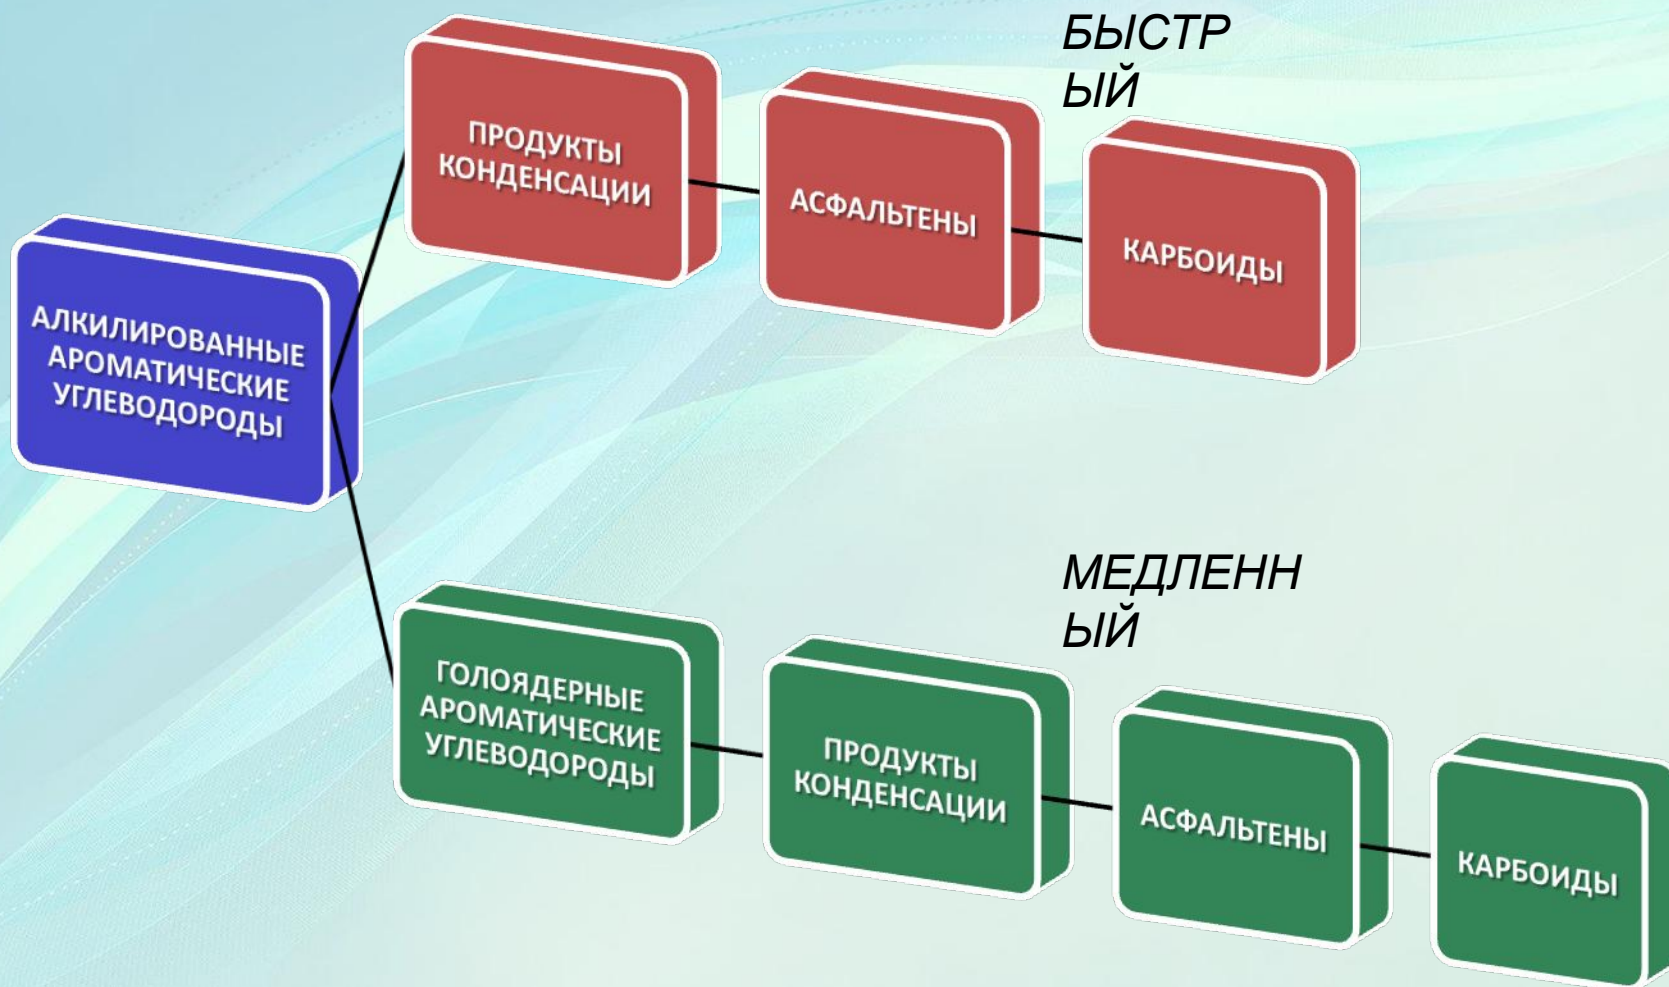 БЫСТР
ЫЙ
ПРОДУКТЫ
КОНДЕНСАЦИИ
АСФАЛЬТЕНЫ
КАРБОИДЫ
АЛКИЛИРОВАННЫЕ
АРОМАТИЧЕСКИЕ
УГЛЕВОДОРОДЫ
МЕДЛЕНН
ЫЙ
ГОЛОЯДЕРНЫЕ
АРОМАТИЧЕСКИЕ
УГЛЕВОДОРОДЫ
ПРОДУКТЫ
КОНДЕНСАЦИИ
АСФАЛЬТЕНЫ
КАРБОИДЫ